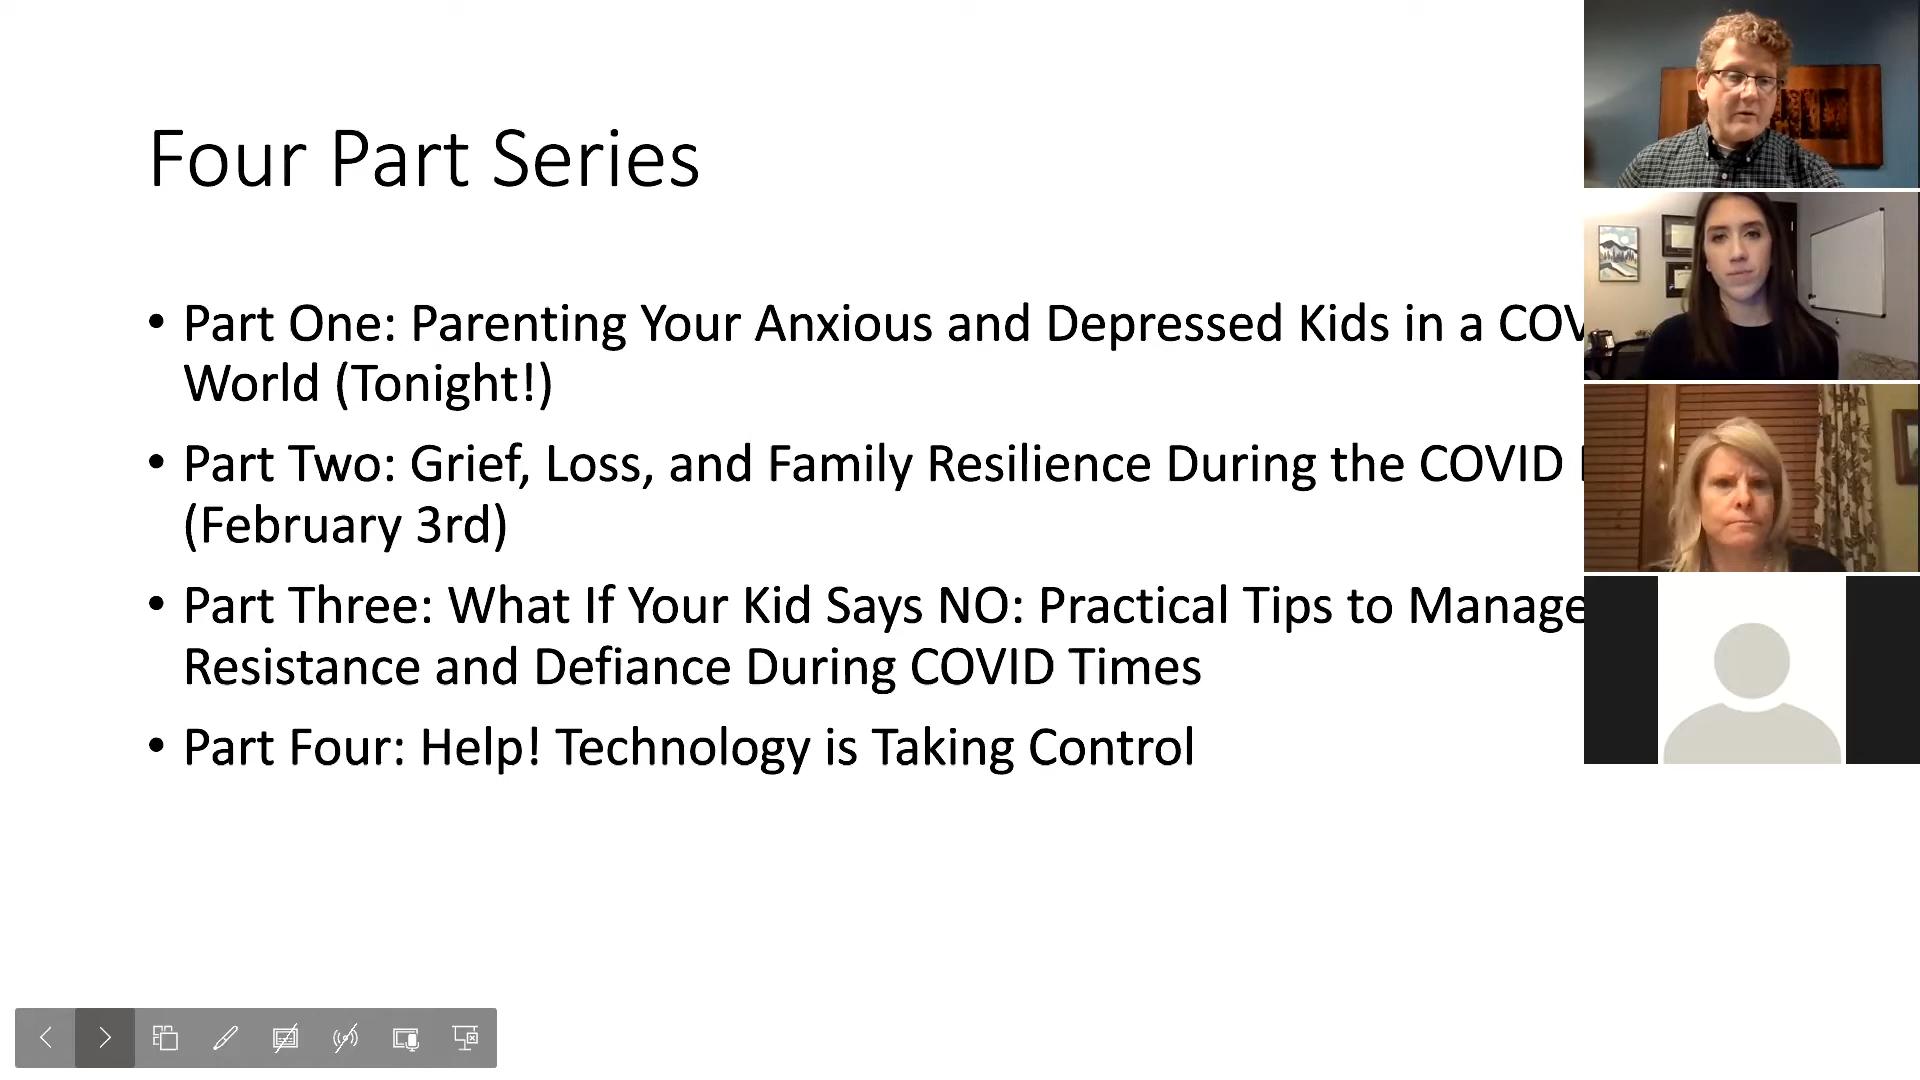 Four Part Series
• Part One: Parenting Your Anxious and Depressed Kids in a
World (Tonight!)
• Part Two: Grief, Loss, and Family Resilience During the COVID
(February 3rd)
• Part Three: What If Your Kid Says NO: Practical Tips to Manage
Resistance and Defiance During COVID Times
• Part Four: Help! Technology is Taking Control